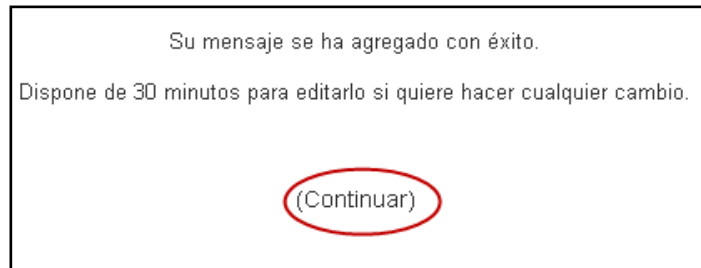 Su mensaje se ha agregado con éxito.
Dispone de 30 minutos para editarlo si quiere hacer cualquier cambio.
(Continuar)